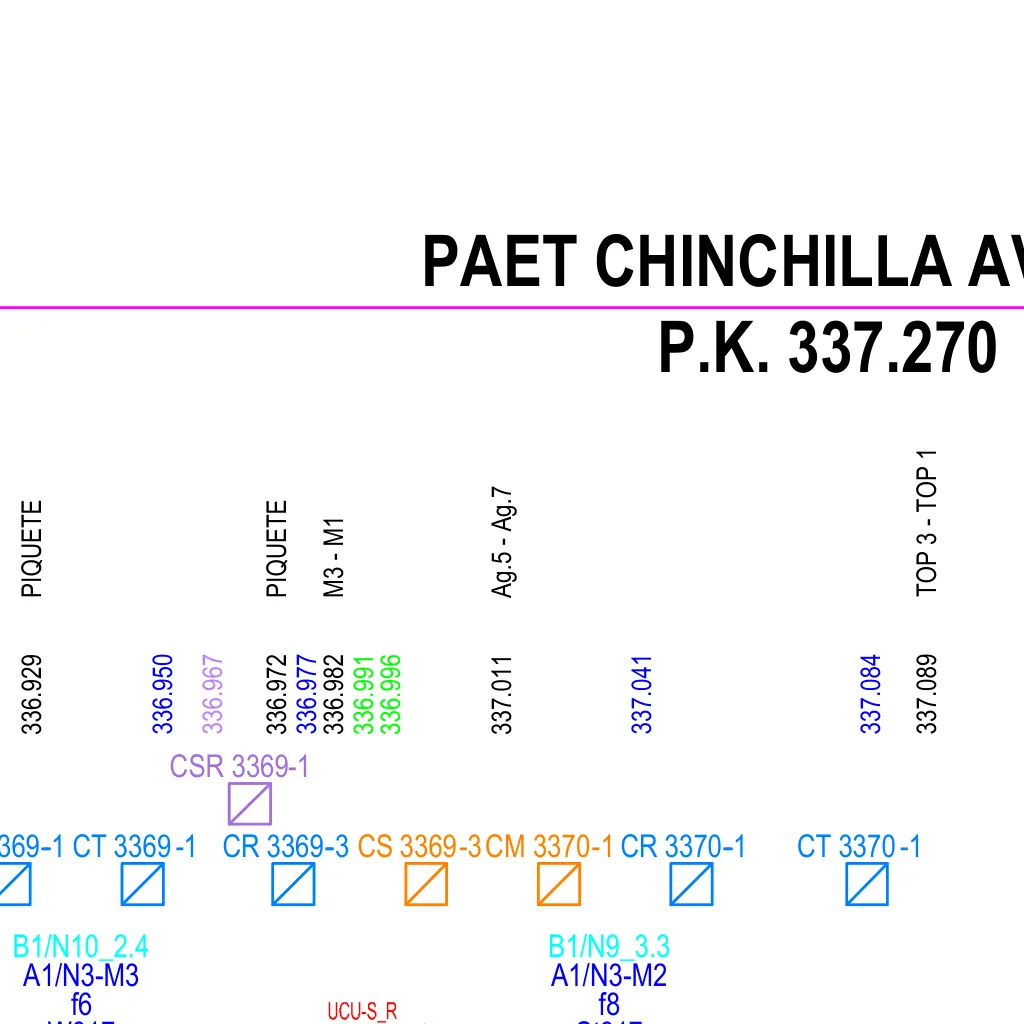 PAET CHINCHILLA AV
P.K. 337.270
PIQUETE
PIQUETE
M3 - M1
Ag.5 - Ag.7
TOP 3 - TOP 1
336.929
336.950
336.967
336.972
336.977
336.982
336.991
336.996
337.011
337.041
337.084
337.089
CSR 3369-1
369-1 CT 3369 -1 CR 3369-3 CS 3369-3 CM 3370-1 CR 3370-1 CT 3370 -1
B1/N10_2.4 B1/N9_3.3
A1/N3-M3 A1/N3-M2
f6 f8
UCU-S_R